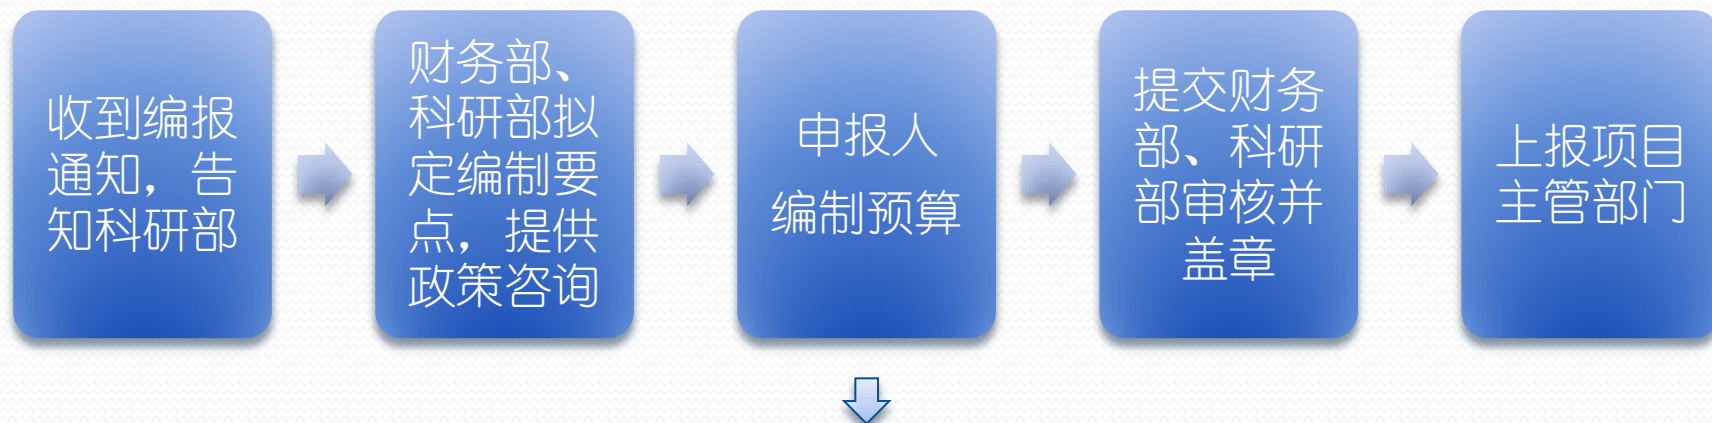 收到编报
通知，告
知科研部
财务部、
科研部拟
定编制要
点，提供
政策咨询
申报人
编制预算
提交财务
部、科研
部审核并
盖章
上报项目
主管部门